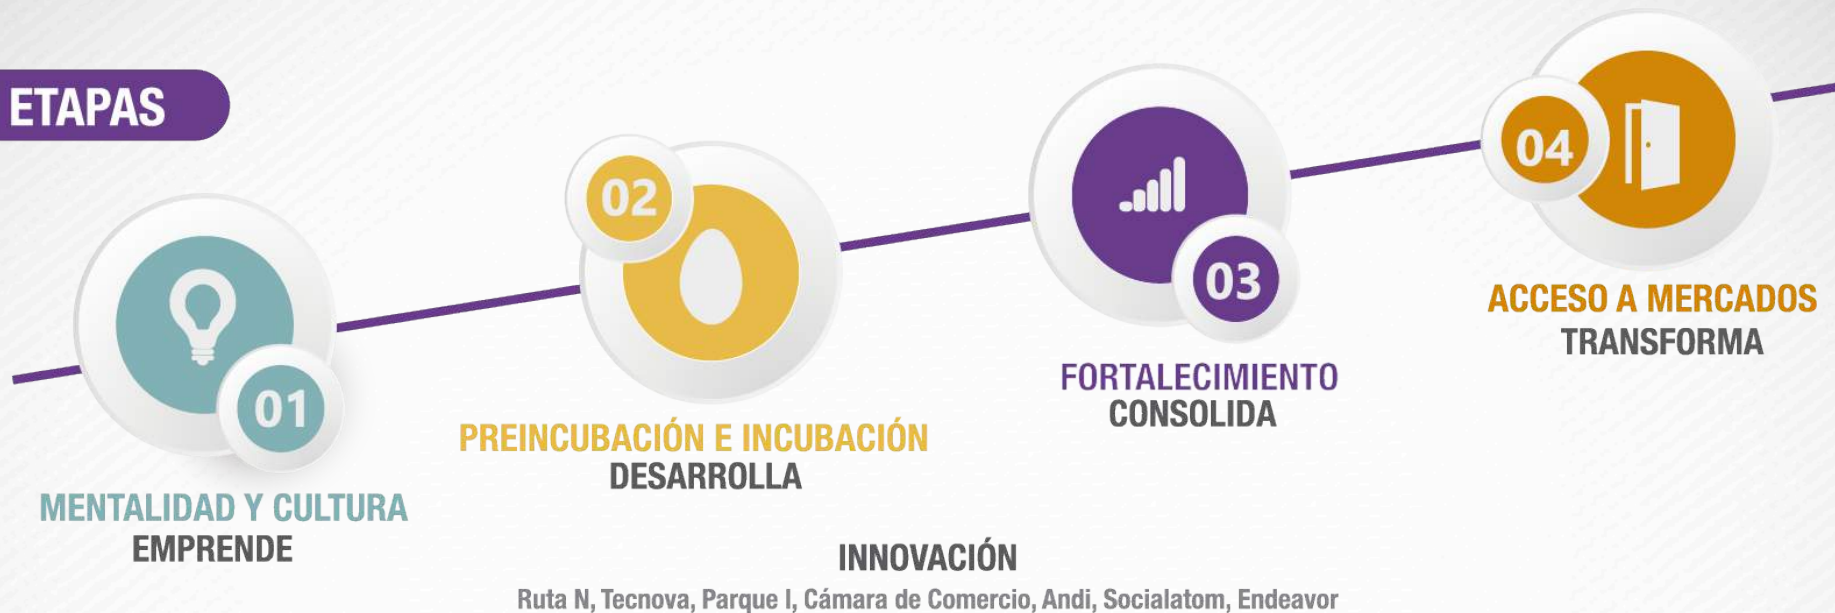 ETAPAS
01
MENTALIDAD Y CULTURA
EMPRENDE
02
PREINCUBACIÓN E INCUBACIÓN
DESARROLLA
03
FORTALECIMIENTO
CONSOLIDA
04
ACCESO A MERCADOS
TRANSFORMA
INNOVACIÓN
Ruta N, Tecnova, Parque I, Cámara de Comercio, Andi, Socialatom, Endeavor